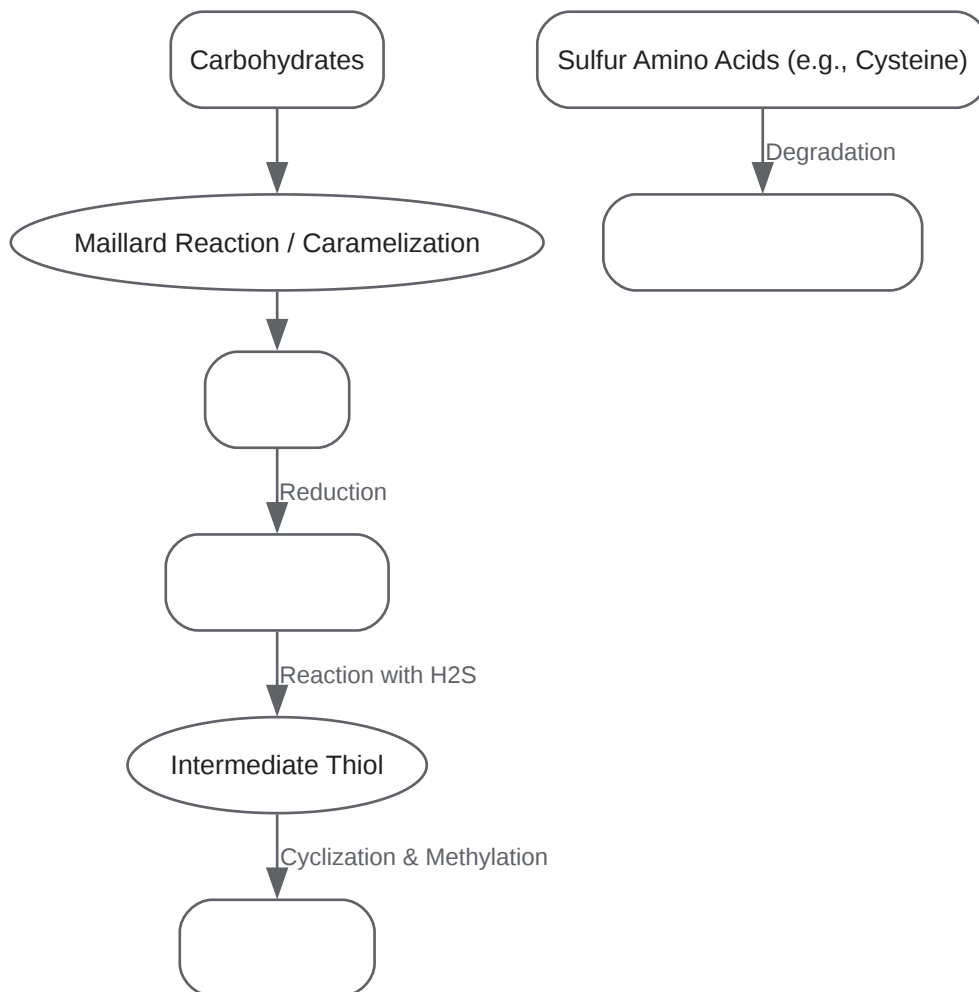 Carbohydrates
Sulfur Amino Acids (e.g., Cysteine)
Degradation
Maillard Reaction / Caramelization
Reduction
Reaction with H2S
Intermediate Thiol
Cyclization & Methylation